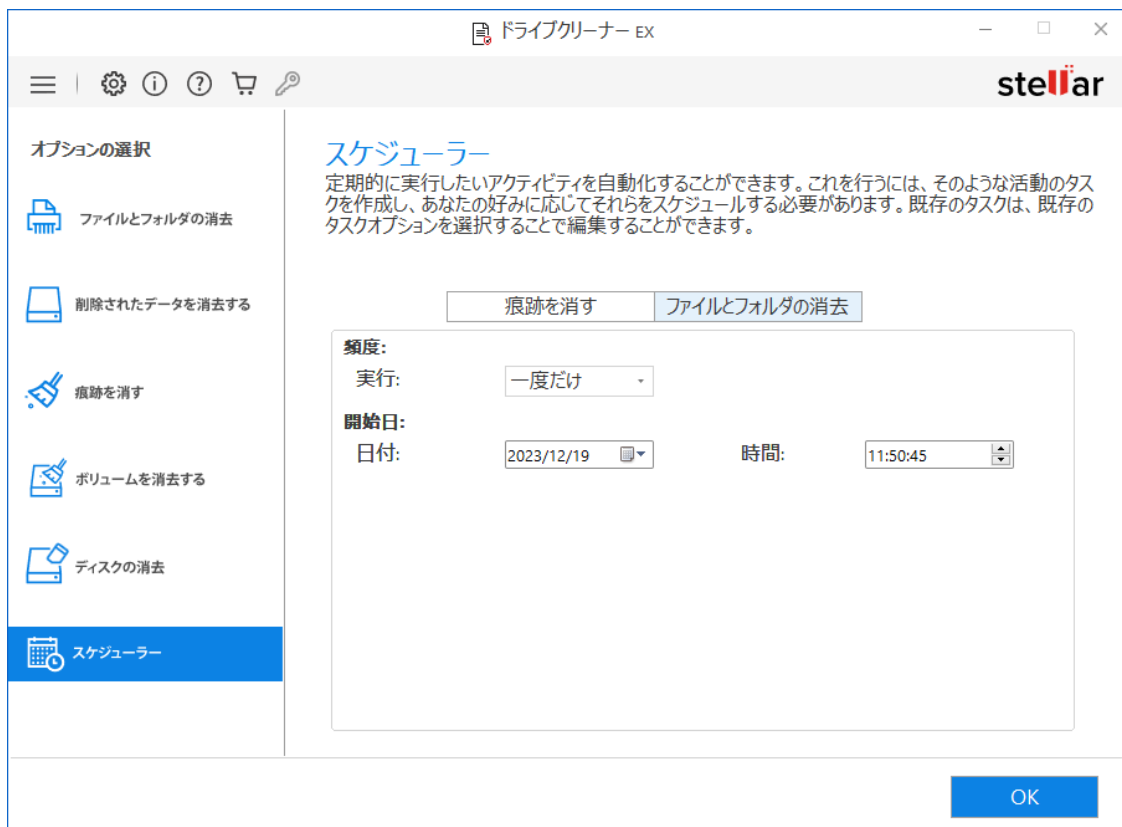 ドライブクリーナー EX
stellar
オプションの選択
ファイルとフォルダの消去
削除されたデータを消去する
痕跡を消す
ボリュームを消去する
ディスクの消去
スケジューラー
スケジューラー
定期的に実行したいアクティビティを自動化することができます。これを行うには、そのような活動のタス
クを作成し、あなたの好みに応じてそれらをスケジュールする必要があります。既存のタスクは、既存の
タスクオプションを選択することで編集することができます。
痕跡を消す ファイルとフォルダの消去
頻度:
実行: 一度だけ
開始日:
日付: 2023/12/19 時間: 11:50:45
OK